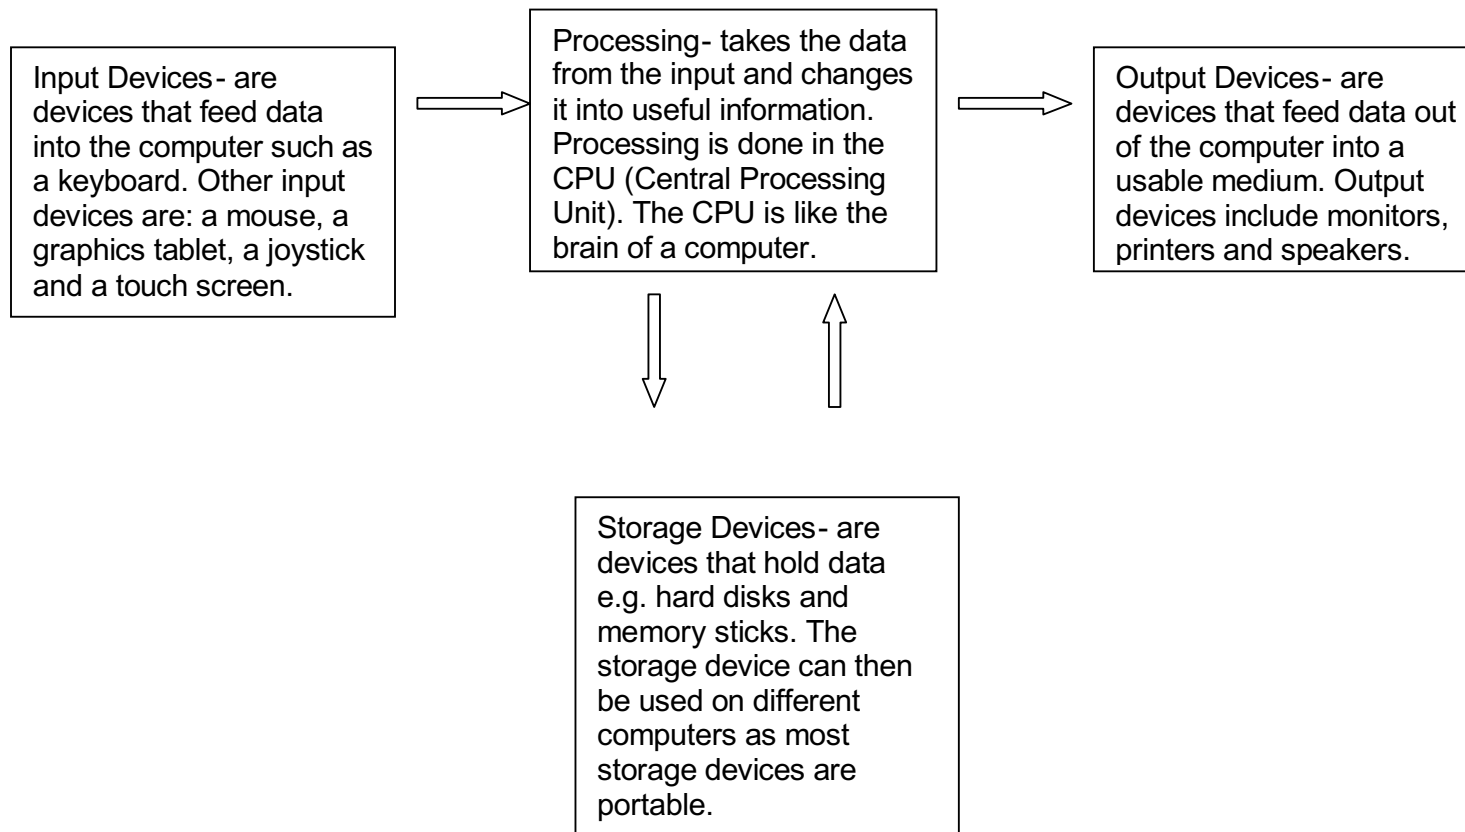 Input Devices- are
devices that feed data
into the computer such as
a keyboard. Other input
devices are: a mouse, a
graphics tablet, a joystick
and a touch screen.
Processing- takes the data
from the input and changes
it into useful information.
Processing is done in the
CPU (Central Processing
Unit). The CPU is like the
brain of a computer.
Output Devices- are
devices that feed data out
of the computer into a
usable medium. Output
devices include monitors,
printers and speakers.
Storage Devices- are
devices that hold data
e.g. hard disks and
memory sticks. The
storage device can then
be used on different
computers as most
storage devices are
portable.